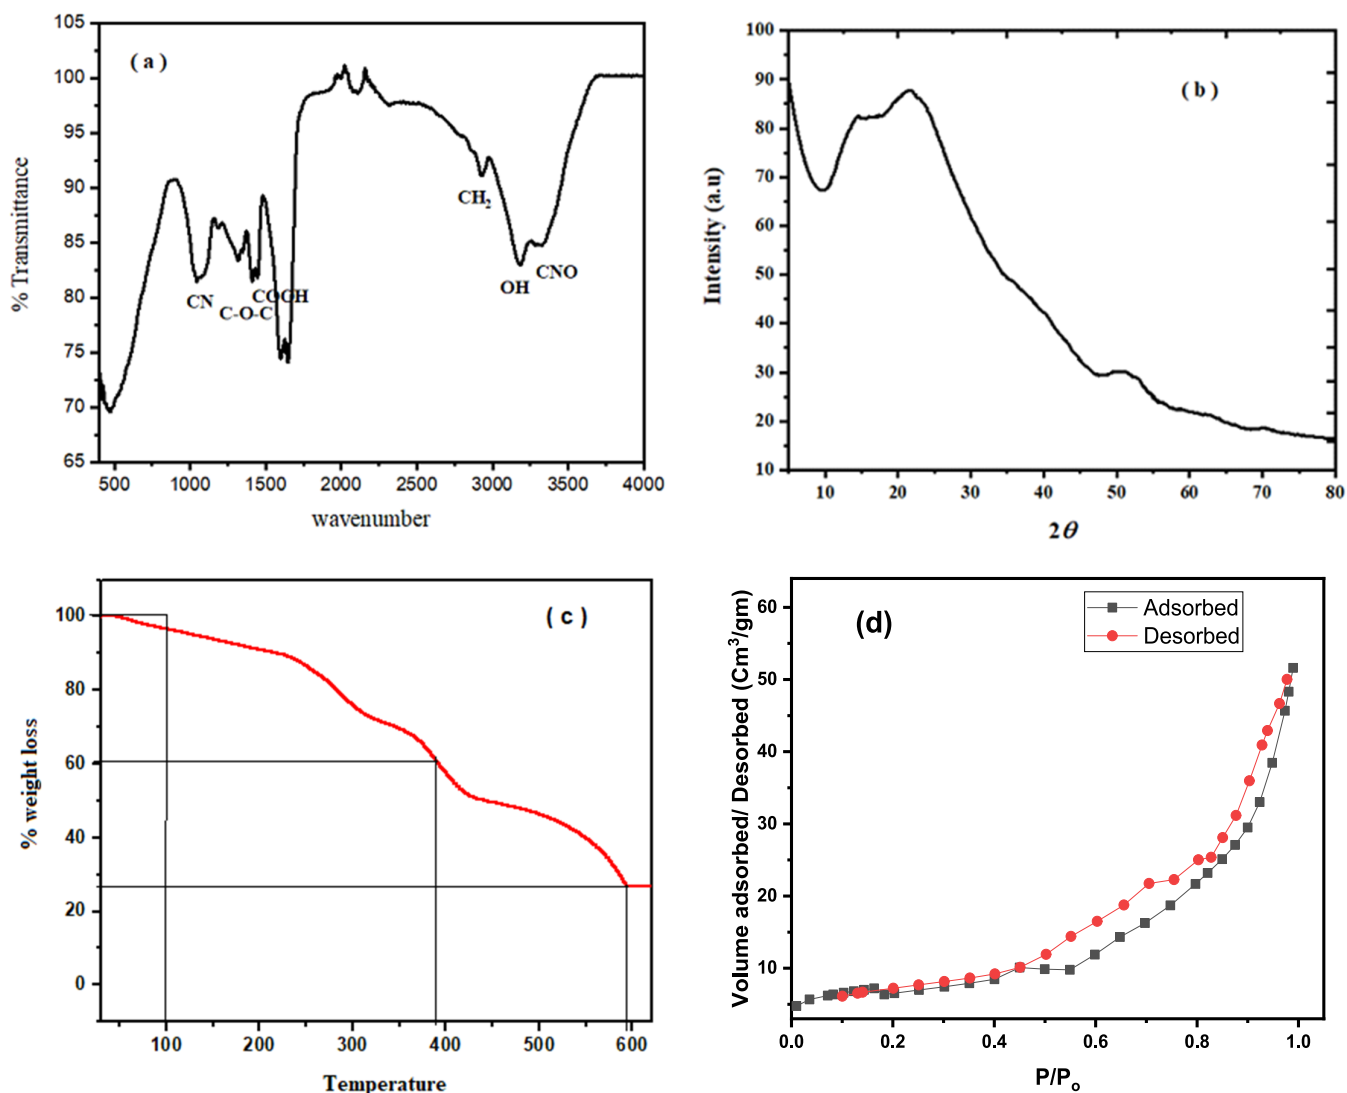 ( a )
105
100
95
90
85
80
75
70
65
% Transmittance
CN
C-O-C
COOH
CH2
OH
CNO
500 1000 1500 2000 2500 3000 3500 4000
wavenumber
( b )
100
90
80
70
60
50
40
30
20
10
Intensity (a.u)
10 20 30 40 50 60 70 80
2θ
( c )
100
80
60
40
20
0
% weight loss
100 200 300 400 500 600
Temperature
(d)
Adsorbed
Desorbed
60
50
40
30
20
10
Volume adsorbed/ Desorbed (Cm³/gm)
0.0 0.2 0.4 0.6 0.8 1.0
P/Po